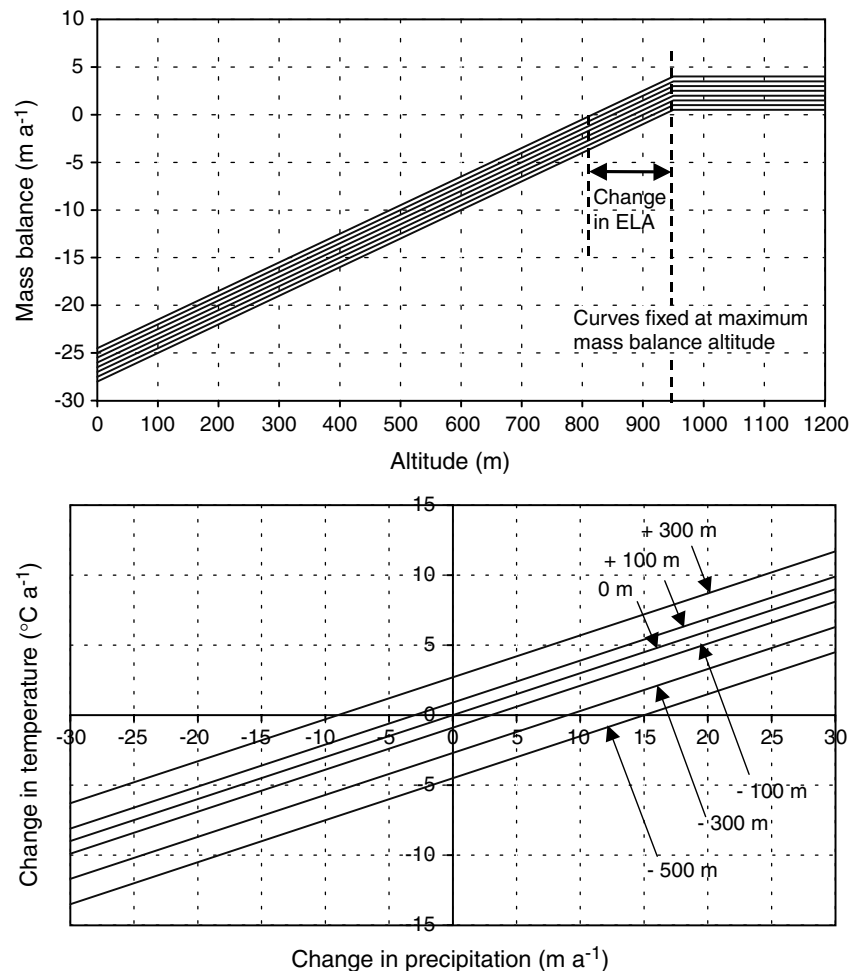 10
5
0
-5
-10
-15
-20
-25
-30
Mass balance (m a-1)
Change
in ELA
Curves fixed at maximum
mass balance altitude
0 100 200 300 400 500 600 700 800 900 1000 1100 1200
Altitude (m)
15
10
5
0
-5
-10
-15
Change in temperature (°C a-1)
+ 300 m
+ 100 m
0 m
-30 -25 -20 -15 -10 -5 0 5 10 15 20 25 30
- 100 m
- 300 m
- 500 m
Change in precipitation (m a-1)